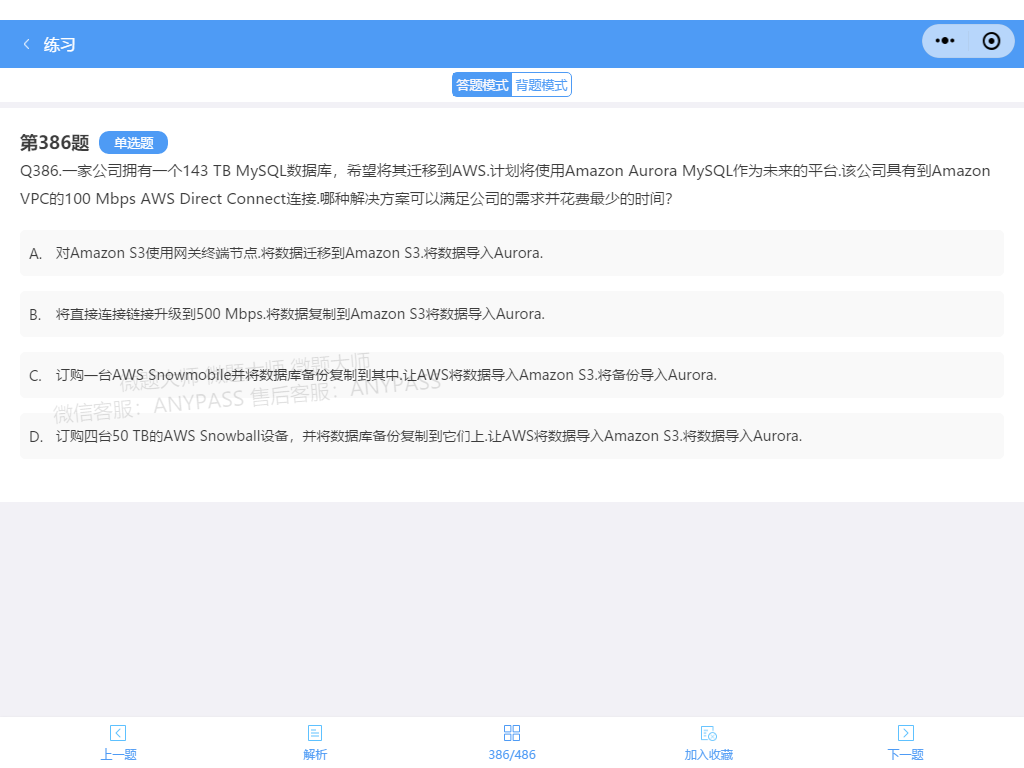 练习
答题模式 背题模式
第386题 单选题
Q386.一家公司拥有一个143 TB MySQL数据库，希望将其迁移到AWS.计划将使用Amazon Aurora MySQL作为未来的平台.该公司具有到Amazon
VPC的100 Mbps AWS Direct Connect连接.哪种解决方案可以满足公司的需求并花费最少的时间?
A. 对Amazon S3使用网关终端节点.将数据迁移到Amazon S3.将数据导入Aurora.
B. 将直接连接链接升级到500 Mbps.将数据复制到Amazon S3将数据导入Aurora.
微题大师 微题大师 微题大师
C. 订购一台AWS Snowmobile并将数据库备份复制到其中.让AWS将数据导入Amazon S3.将备份导入Aurora.
微信客服：ANYPASS 售后客服：ANYPASS
D. 订购四台50 TB的AWS Snowball设备，并将数据库备份复制到它们上.让AWS将数据导入Amazon S3.将数据导入Aurora.
上一题 解析 386/486 加入收藏 下一题